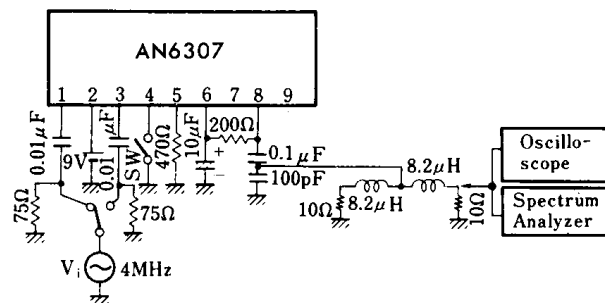 AN6307
1 2 3 4 5 6 7 8 9
0.01μF
9V
0.01 μF
SW
470Ω
10μF
+
-
200Ω
0.1μF
100pF
75Ω
75Ω
Vi
4MHz
10Ω
8.2μH
8.2μH
10Ω
Oscillo-
scope
Spectrum
Analyzer